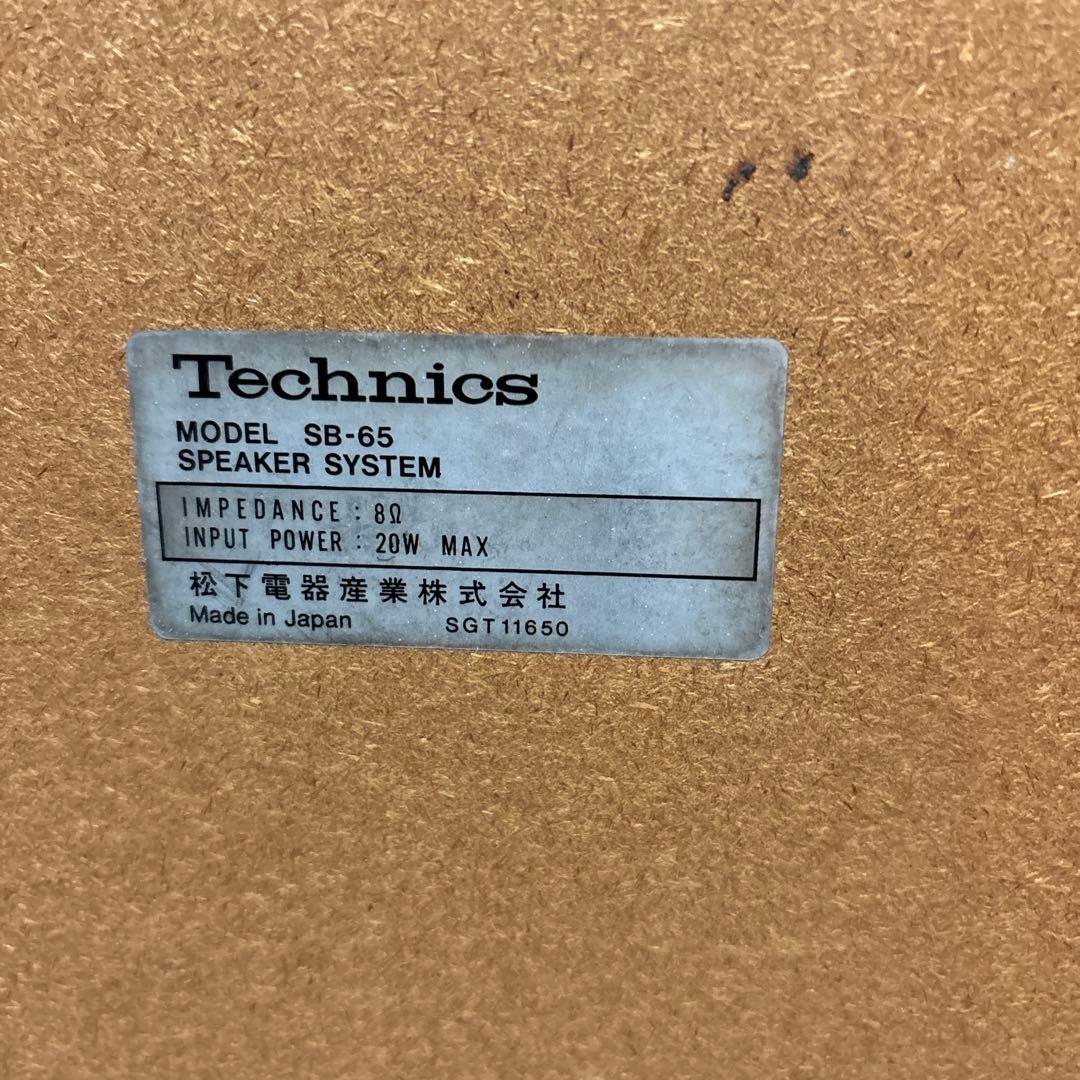 Technics
MODEL SB-65
SPEAKER SYSTEM
IMPEDANCE : 8Ω
INPUT POWER : 20W MAX
松下電器産業株式会社
Made in Japan SGT11650